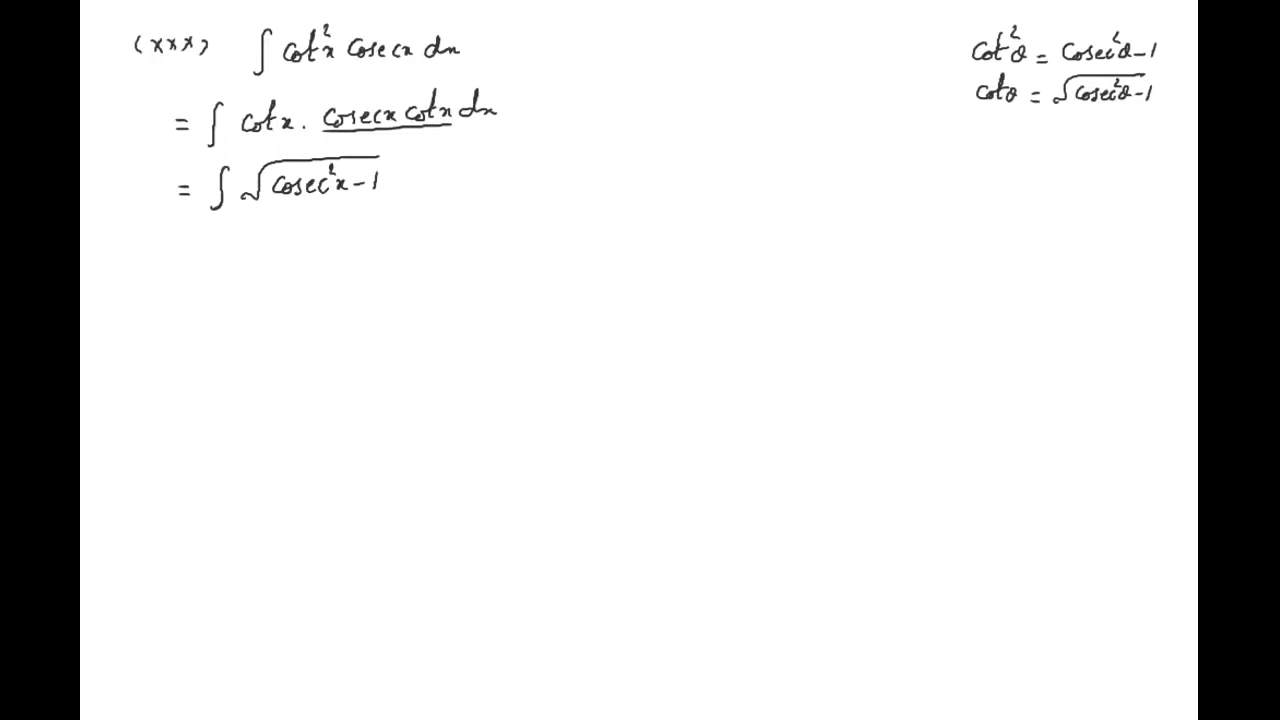 (xxx) ∫ cot²x cosecx dx
= ∫ cotx . cosecx cotx dx
= ∫ √(cosec²x-1)
cot²θ = cosec²θ-1
cotθ = √(cosec²θ-1)